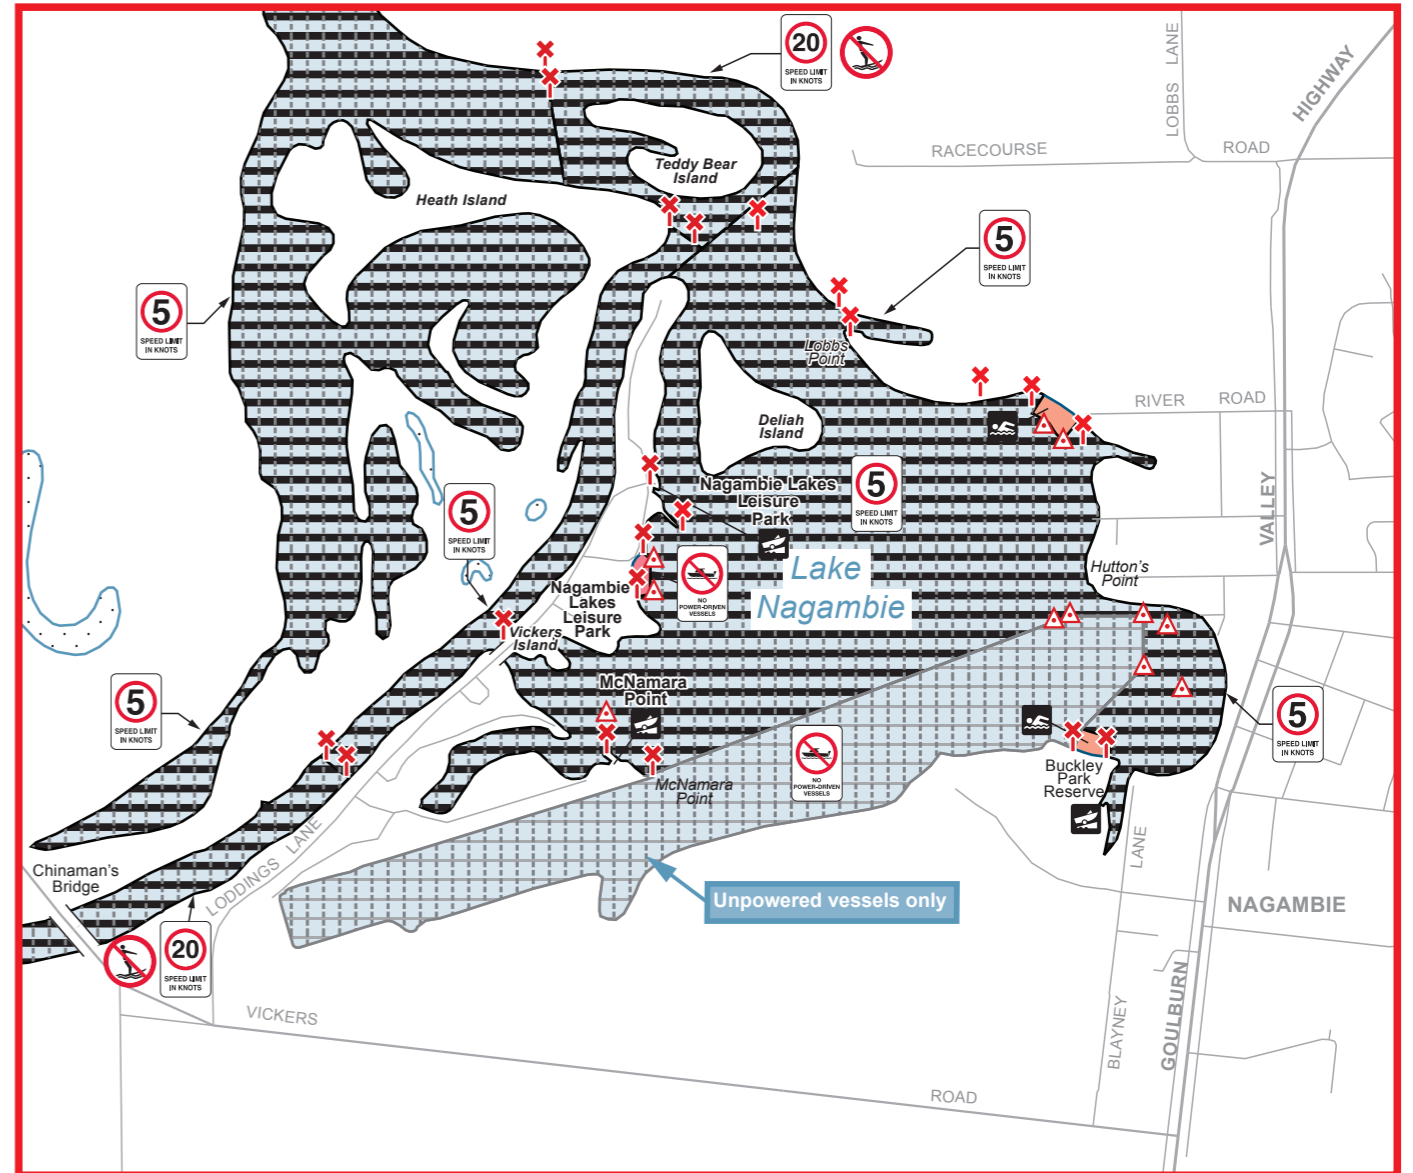 20
SPEED LIMIT
IN KNOTS
LOBBS LANE
HIGHWAY
RACECOURSE ROAD
Teddy Bear
Island
Heath Island
5
SPEED LIMIT
IN KNOTS
5
SPEED LIMIT
IN KNOTS
Lobbs
Point
RIVER ROAD
Deliah
Island
5
SPEED LIMIT
IN KNOTS
Nagambie Lakes
Leisure
Park
5
SPEED LIMIT
IN KNOTS
VALLEY
Lake
Nagambie
Hutton's
Point
NO
POWER-DRIVEN
VESSELS
Nagambie
Lakes
Leisure
Park
Vickers
Island
McNamara
Point
5
SPEED LIMIT
IN KNOTS
5
SPEED LIMIT
IN KNOTS
NO
POWER-DRIVEN
VESSELS
McNamara
Point
Buckley
Park
Reserve
Chinaman's
Bridge
LODDINGS LANE
Unpowered vessels only
NAGAMBIE
20
SPEED LIMIT
IN KNOTS
VICKERS ROAD
BLAYNEY LANE
GOULBURN